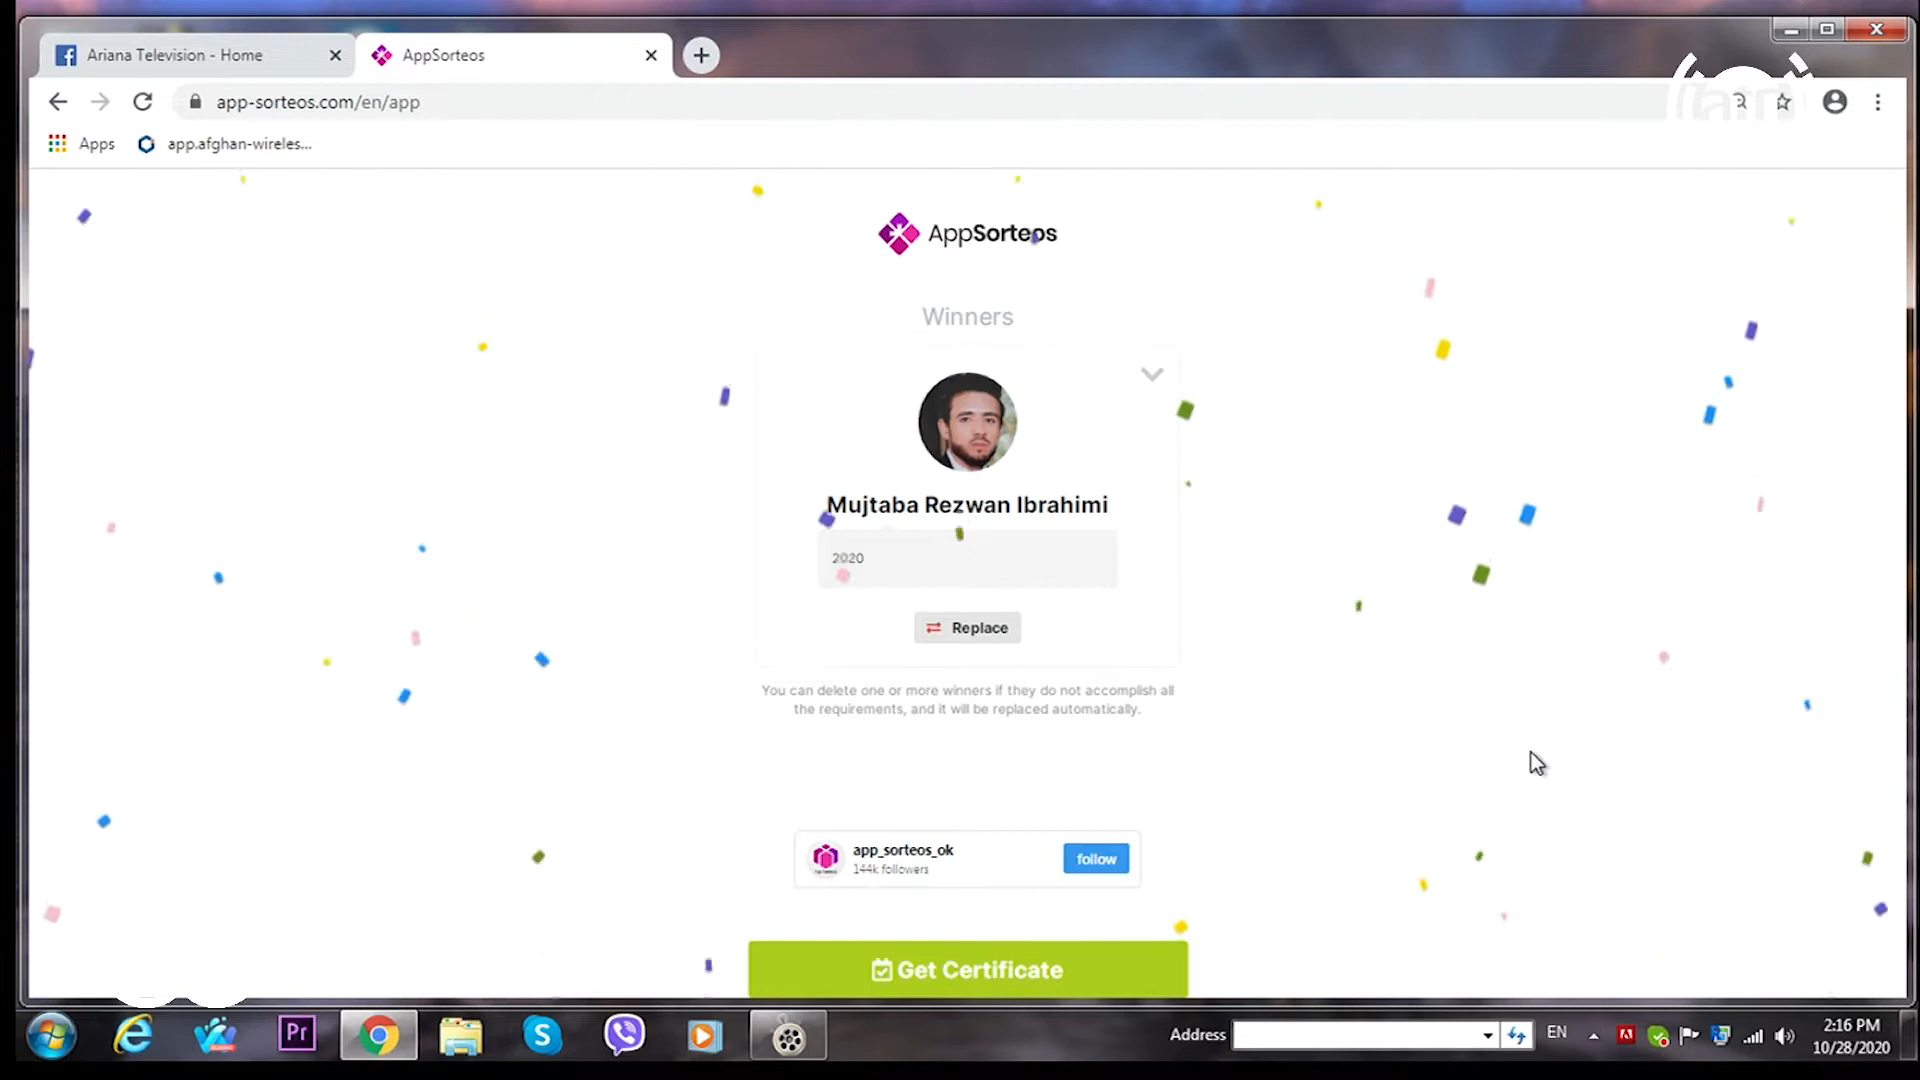 Ariana Television - Home
AppSorteos
app-sorteos.com/en/app
Apps
app.afghan-wireles...
AppSorteos
Winners
Mujtaba Rezwan Ibrahimi
2020
Replace
You can delete one or more winners if they do not accomplish all
the requirements, and it will be replaced automatically.
app_sorteos_ok
144k followers
follow
Get Certificate
Pr
Address
EN
2:16 PM
10/28/2020